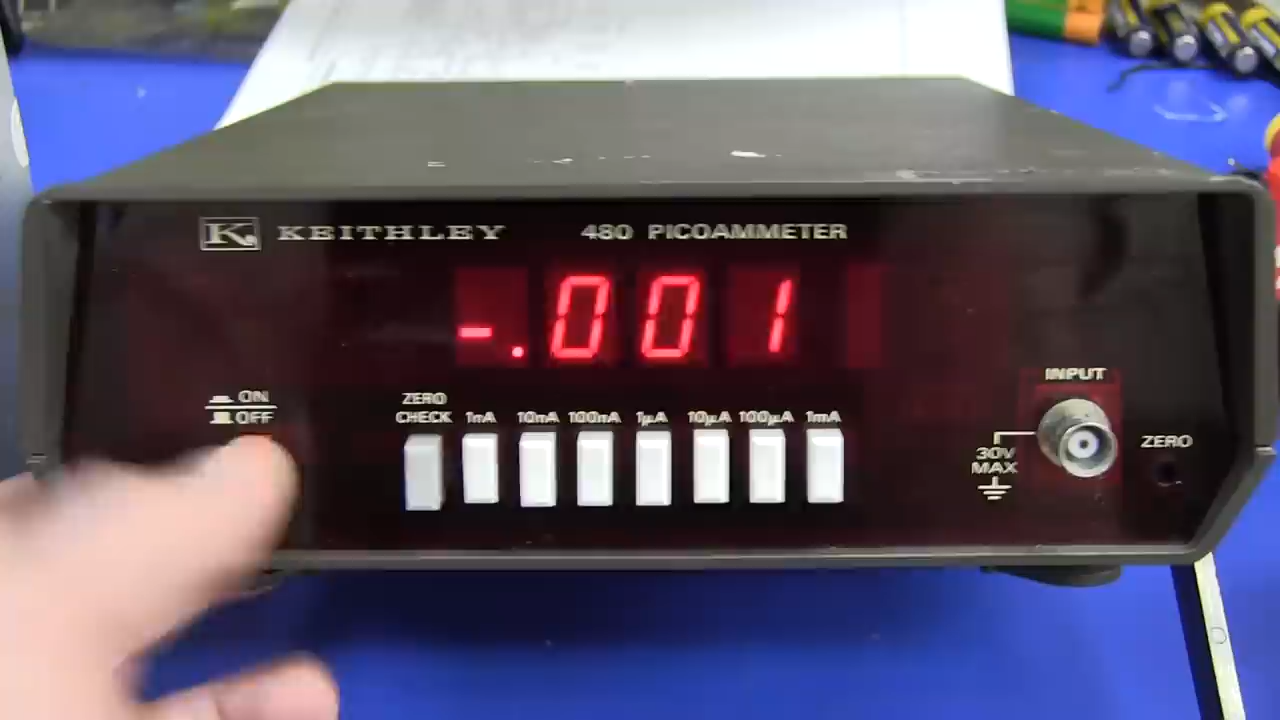 K KEITHLEY 480 PICOAMMETER
-.001
ON
OFF
ZERO
CHECK 1nA 10nA 100nA 1µA 10µA 100µA 1mA
INPUT
30V
MAX
ZERO